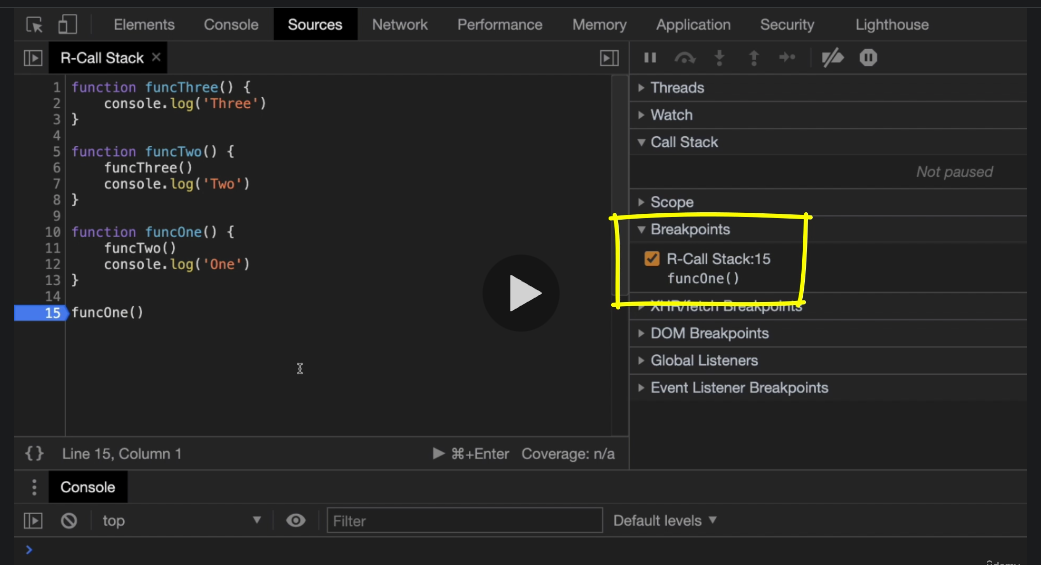 Elements Console Sources Network Performance Memory Application Security Lighthouse
R-Call Stack ×
1 function funcThree() {
2 console.log('Three')
3 }
4
5 function funcTwo() {
6 funcThree()
7 console.log('Two')
8 }
9
10 function funcOne() {
11 funcTwo()
12 console.log('One')
13 }
14
15 funcOne()
{} Line 15, Column 1 ⌘+Enter Coverage: n/a
Threads
Watch
Call Stack
Not paused
Scope
Breakpoints
R-Call Stack:15
funcOne()
XHR/fetch Breakpoints
DOM Breakpoints
Global Listeners
Event Listener Breakpoints
Console
top Filter Default levels